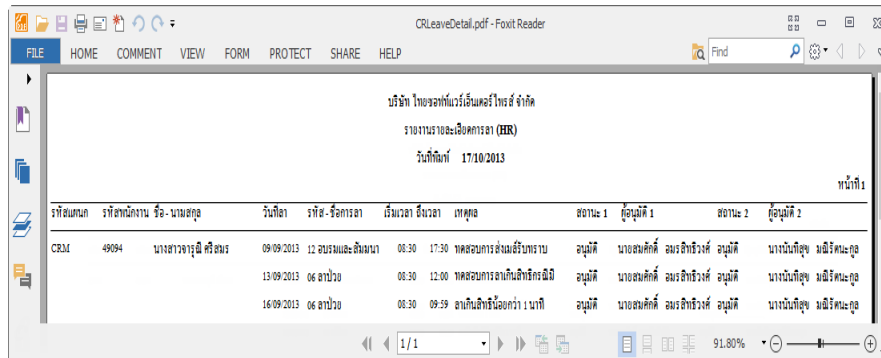 CRLeaveDetail.pdf - Foxit Reader
FILE HOME COMMENT VIEW FORM PROTECT SHARE HELP Find
บริษัท ไทยซอฟท์แวร์เอ็นเตอร์ไพรส์ จำกัด
รายงานรายละเอียดการลา (HR)
วันที่พิมพ์ 17/10/2013
หน้าที่ 1
รหัสแผนก รหัสพนักงาน ชื่อ - นามสกุล วันที่ลา รหัส - ชื่อการลา เริ่มเวลา ถึงเวลา เหตุผล สถานะ 1 ผู้อนุมัติ 1 สถานะ 2 ผู้อนุมัติ 2
CRM 49094 นางสาวจารุณี ศรีสมร 09/09/2013 12 อบรมและสัมมนา 08:30 17:30 ทดสอบการส่งเมล์รับทราบ อนุมัติ นายสมศักดิ์ อมรสิทธิวงศ์ อนุมัติ นางนันทิสุข มณีรัตนะกูล
13/09/2013 06 ลาป่วย 08:30 12:00 ทดสอบการลาเกินสิทธิกรณีมี อนุมัติ นายสมศักดิ์ อมรสิทธิวงศ์ อนุมัติ นางนันทิสุข มณีรัตนะกูล
16/09/2013 06 ลาป่วย 08:30 09:59 ลาเกินสิทธิน้อยกว่า 1 นาที อนุมัติ นายสมศักดิ์ อมรสิทธิวงศ์ อนุมัติ นางนันทิสุข มณีรัตนะกูล
1 / 1 91.80%